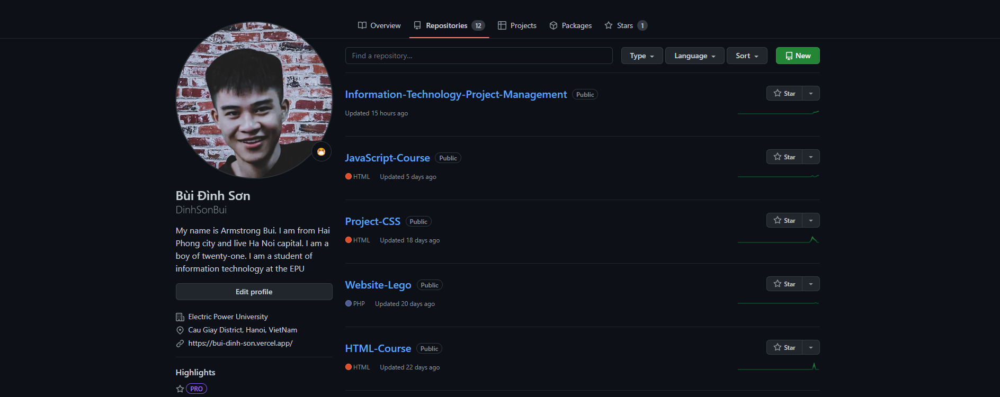 Overview
Repositories 12
Projects
Packages
Stars 1
Find a repository...
Type
Language
Sort
New
Bùi Đình Sơn
DinhSonBui
My name is Armstrong Bui. I am from Hai
Phong city and live Ha Noi capital. I am a
boy of twenty-one. I am a student of
information technology at the EPU
Edit profile
Electric Power University
Cau Giay District, Hanoi, VietNam
https://bui-dinh-son.vercel.app/
Highlights
PRO
Information-Technology-Project-Management Public
Star
Updated 15 hours ago
JavaScript-Course Public
Star
HTML Updated 5 days ago
Project-CSS Public
Star
HTML Updated 18 days ago
Website-Lego Public
Star
PHP Updated 20 days ago
HTML-Course Public
Star
HTML Updated 22 days ago